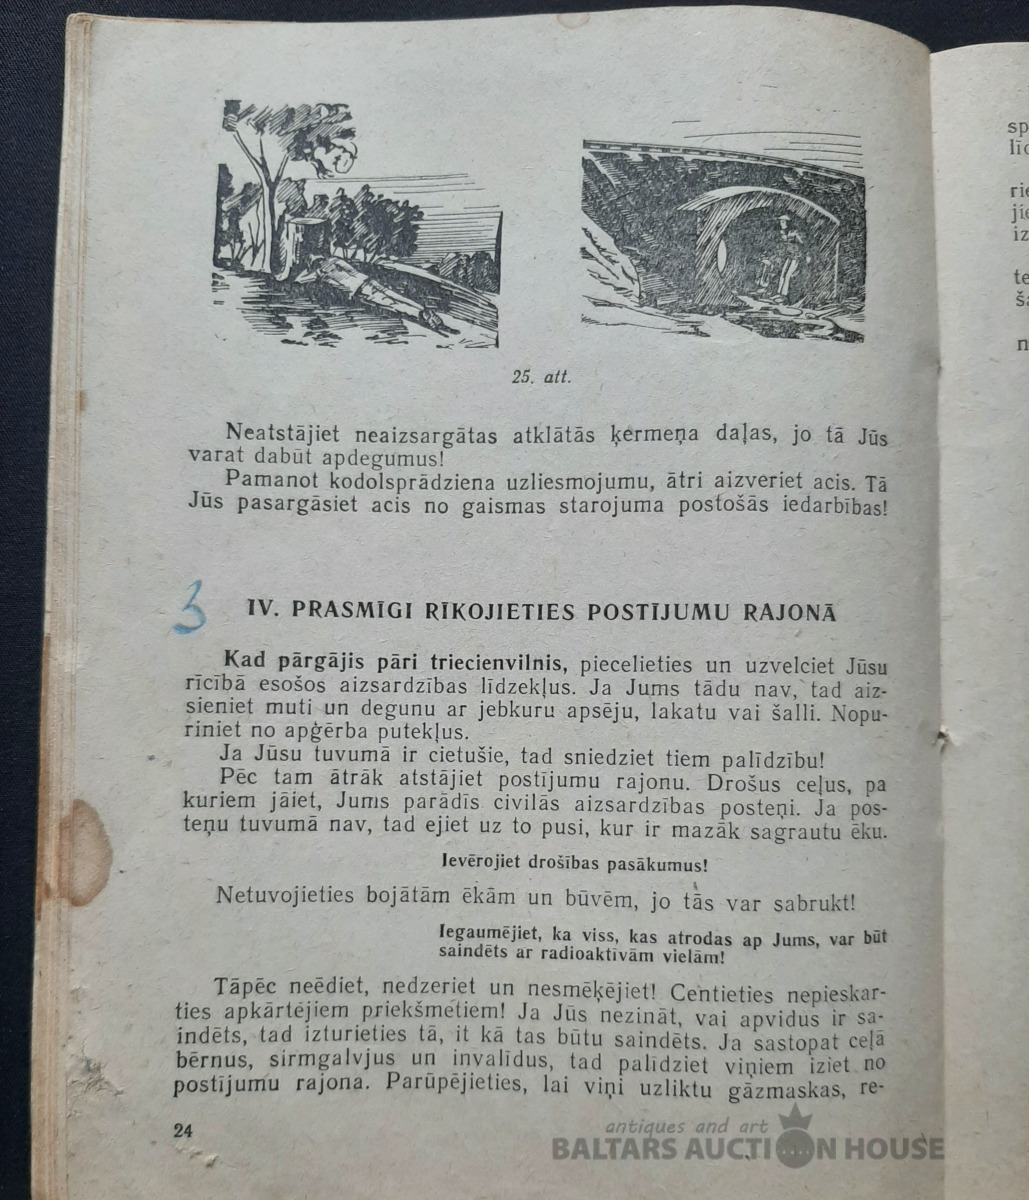 25. att.
Neatstājiet neaizsargātas atklātās ķermeņa daļas, jo tā Jūs
varat dabūt apdegumus!
Pamanot kodolsprādziena uzliesmojumu, ātri aizveriet acis. Tā
Jūs pasargāsiet acis no gaismas starojuma postošās iedarbības!
3
IV. PRASMĪGI RĪKOJIETIES POSTĪJUMU RAJONĀ
Kad pārgājis pāri triecienvilnis, piecelieties un uzvelciet Jūsu
rīcībā esošos aizsardzības līdzekļus. Ja Jums tādu nav, tad aiz-
sieniet muti un degunu ar jebkuru apsēju, lakatu vai šalli. Nopu-
riniet no apģērba putekļus.
Ja Jūsu tuvumā ir cietušie, tad sniedziet tiem palīdzību!
Pēc tam ātrāk atstājiet postījumu rajonu. Drošus ceļus, pa
kuriem jāiet, Jums parādīs civilās aizsardzības posteņi. Ja pos-
teņu tuvumā nav, tad ejiet uz to pusi, kur ir mazāk sagrautu ēku.
Ievērojiet drošības pasākumus!
Netuvojieties bojātām ēkām un būvēm, jo tās var sabrukt!
Iegaumējiet, ka viss, kas atrodas ap Jums, var būt
saindēts ar radioaktīvām vielām!
Tāpēc neēdiet, nedzeriet un nesmēķējiet! Centieties nepieskar-
ties apkārtējiem priekšmetiem! Ja Jūs nezināt, vai apvidus ir sa-
indēts, tad izturieties tā, it kā tas būtu saindēts. Ja sastopat ceļā
bērnus, sirmgalvjus un invalīdus, tad palīdziet viņiem iziet no
postījumu rajona. Parūpējieties, lai viņi uzliktu gāzmaskas, re-
24
antiques and art
BALTARS AUCTION HOUSE